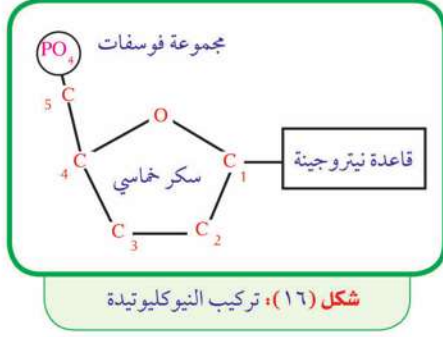 PO4
مجموعة فوسفات
C 5
O
C 4
سكر خماسي
C 1
قاعدة نيتروجينة
C 3
C 2
شكل (١٦): تركيب النيوكليوتيدة